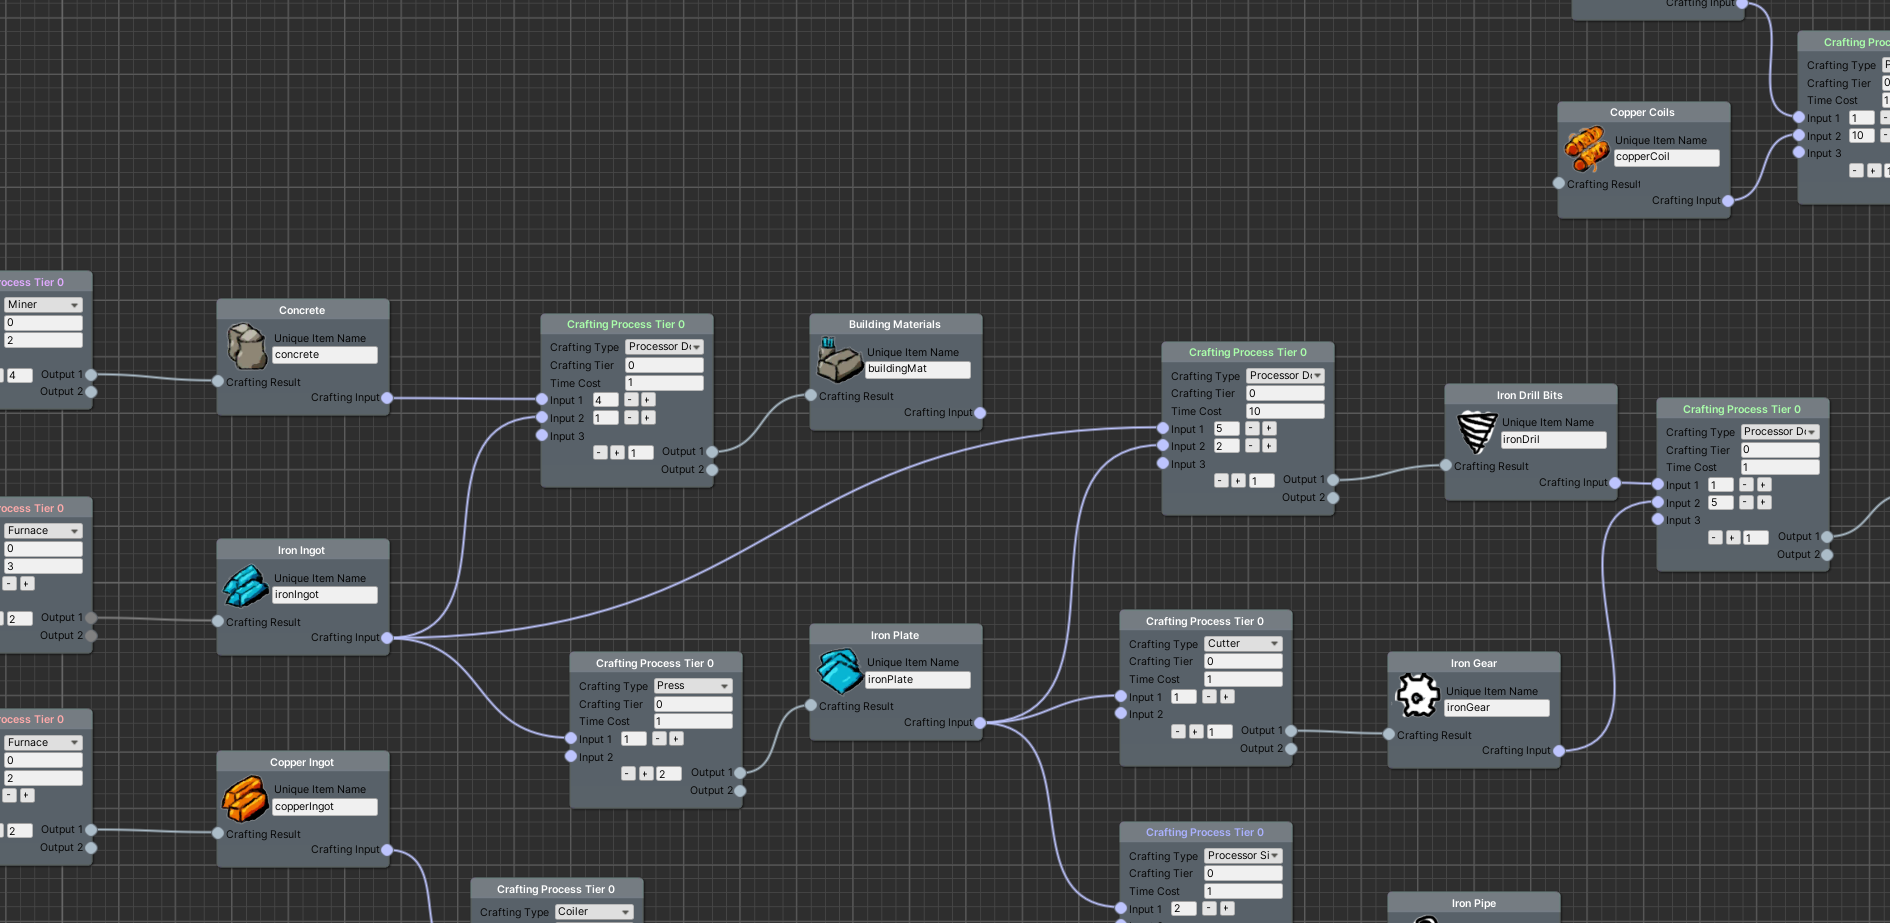 Crafting Input
Crafting Proc
Crafting Type
Crafting Tier
0
Time Cost
1
Input 1
1
-
Input 2
10
-
Input 3
-
+
Copper Coils
Unique Item Name
copperCoil
Crafting Result
Crafting Input
ocess Tier 0
Miner
0
2
4
Output 1
Output 2
Concrete
Unique Item Name
concrete
Crafting Result
Crafting Input
Crafting Process Tier 0
Crafting Type
Processor D
Crafting Tier
0
Time Cost
1
Input 1
4
-
+
Input 2
1
-
+
Input 3
-
+
1
Output 1
Output 2
Building Materials
Unique Item Name
buildingMat
Crafting Result
Crafting Input
Crafting Process Tier 0
Crafting Type
Processor D
Crafting Tier
0
Time Cost
10
Input 1
5
-
+
Input 2
2
-
+
Input 3
-
+
1
Output 1
Output 2
Iron Drill Bits
Unique Item Name
ironDril
Crafting Result
Crafting Input
Crafting Process Tier 0
Crafting Type
Processor D
Crafting Tier
0
Time Cost
1
Input 1
1
-
+
Input 2
5
-
+
Input 3
-
+
1
Output 1
Output 2
ocess Tier 0
Furnace
0
3
-
+
2
Output 1
Output 2
Iron Ingot
Unique Item Name
ironIngot
Crafting Result
Crafting Input
Crafting Process Tier 0
Crafting Type
Press
Crafting Tier
0
Time Cost
1
Input 1
1
-
+
Input 2
-
+
2
Output 1
Output 2
Iron Plate
Unique Item Name
ironPlate
Crafting Result
Crafting Input
Crafting Process Tier 0
Crafting Type
Cutter
Crafting Tier
0
Time Cost
1
Input 1
1
-
+
Input 2
-
+
1
Output 1
Output 2
Iron Gear
Unique Item Name
ironGear
Crafting Result
Crafting Input
ocess Tier 0
Furnace
0
2
-
+
2
Output 1
Output 2
Copper Ingot
Unique Item Name
copperIngot
Crafting Result
Crafting Input
Crafting Process Tier 0
Crafting Type
Coiler
Crafting Process Tier 0
Crafting Type
Processor Si
Crafting Tier
0
Time Cost
1
Input 1
2
-
+
Iron Pipe